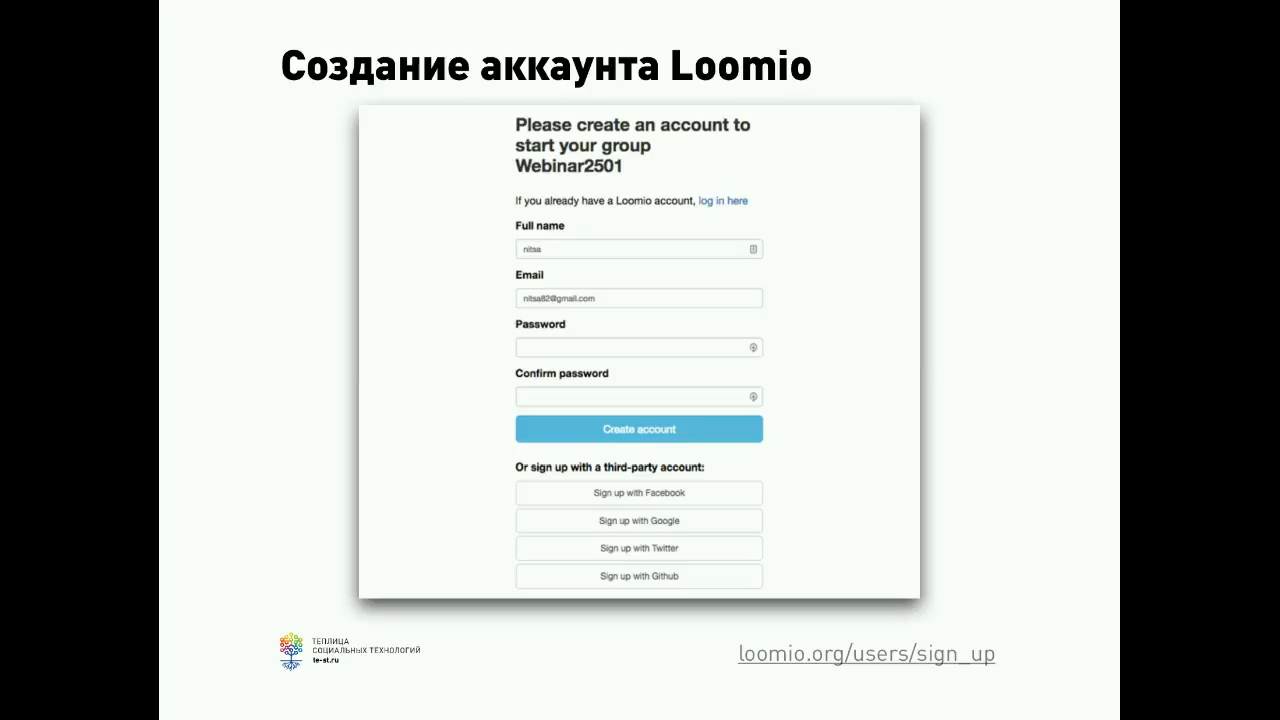 Создание аккаунта Loomio
Please create an account to
start your group
Webinar2501
If you already have a Loomio account, log in here
Full name
nitsa
Email
nitsa82@gmail.com
Password
Confirm password
Create account
Or sign up with a third-party account:
Sign up with Facebook
Sign up with Google
Sign up with Twitter
Sign up with Github
ТЕПЛИЦА
СОЦИАЛЬНЫХ ТЕХНОЛОГИЙ
te-st.ru
loomio.org/users/sign_up